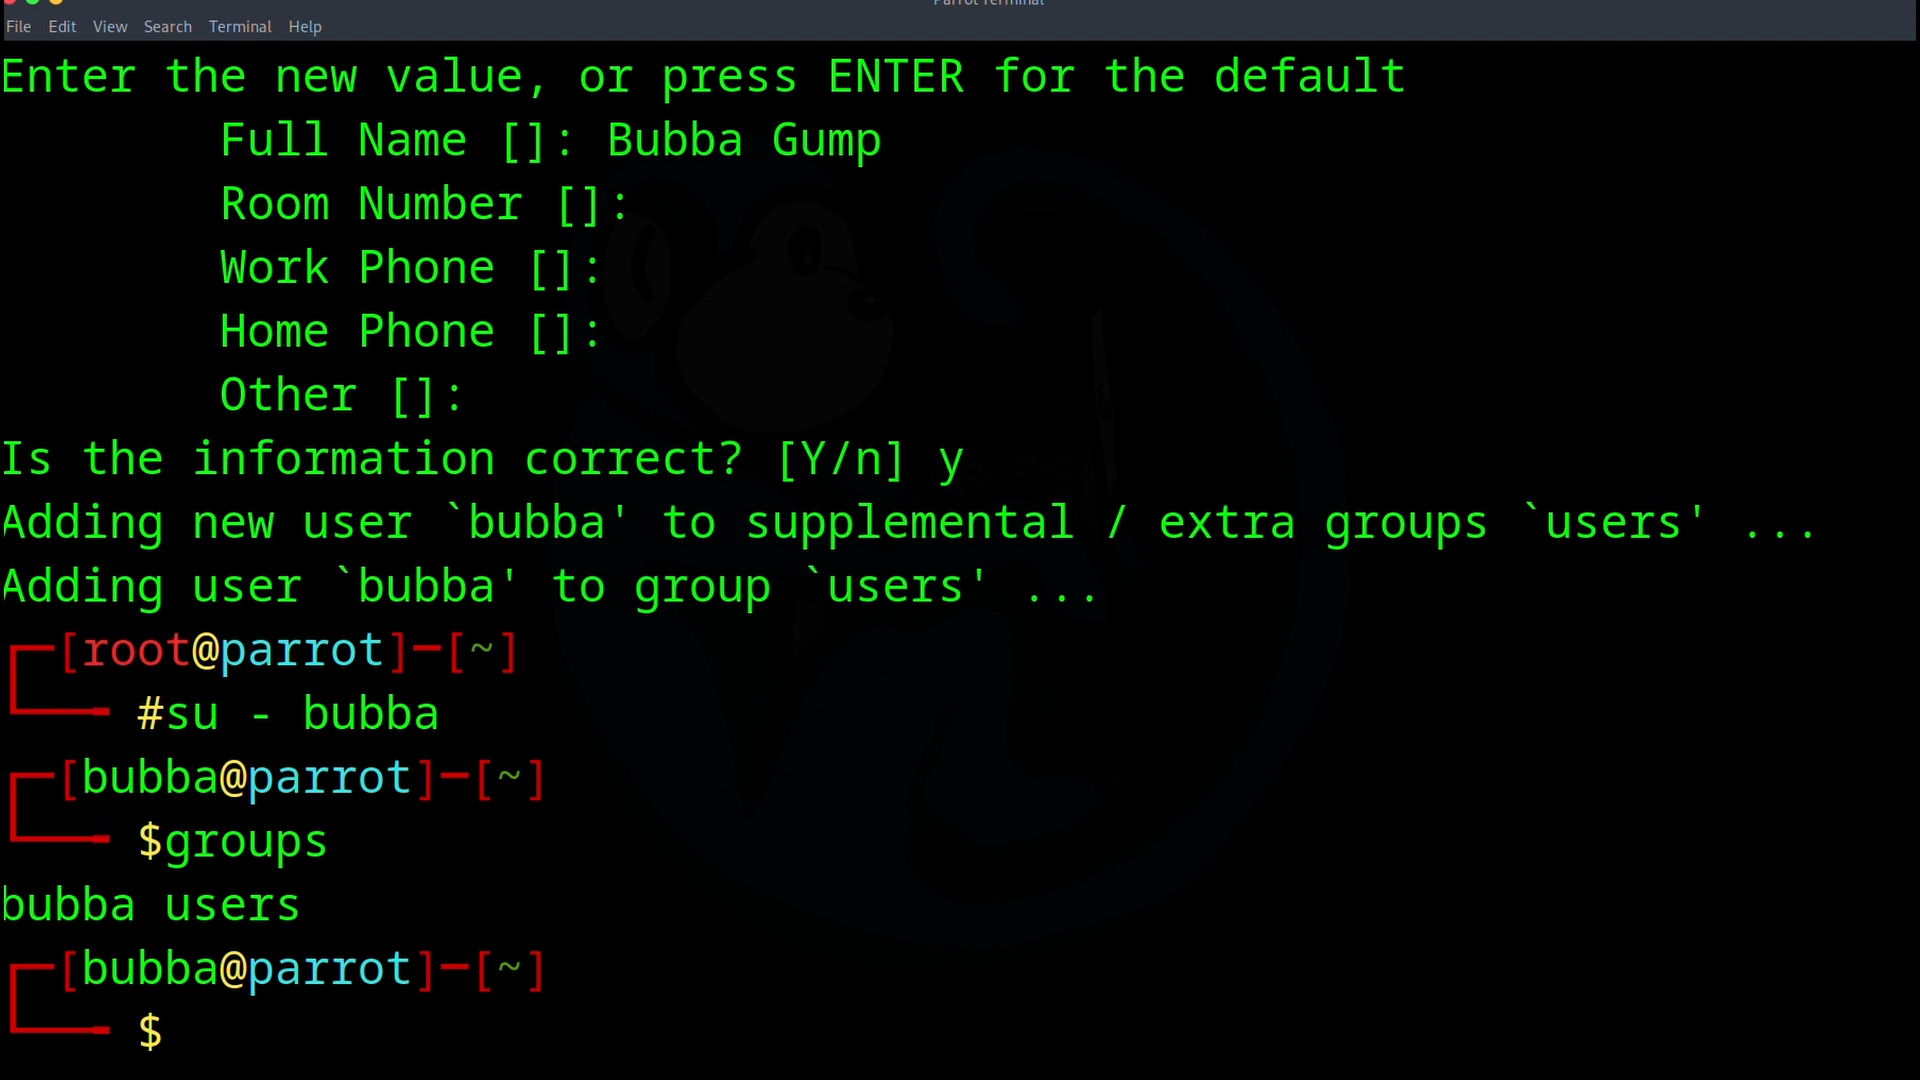 Parrot Terminal
File Edit View Search Terminal Help
Enter the new value, or press ENTER for the default
Full Name []: Bubba Gump
Room Number []:
Work Phone []:
Home Phone []:
Other []:
Is the information correct? [Y/n] y
Adding new user `bubba' to supplemental / extra groups `users' ...
Adding user `bubba' to group `users' ...
┌─[root@parrot]─[~]
└──╼ #su - bubba
┌─[bubba@parrot]─[~]
└──╼ $groups
bubba users
┌─[bubba@parrot]─[~]
└──╼ $